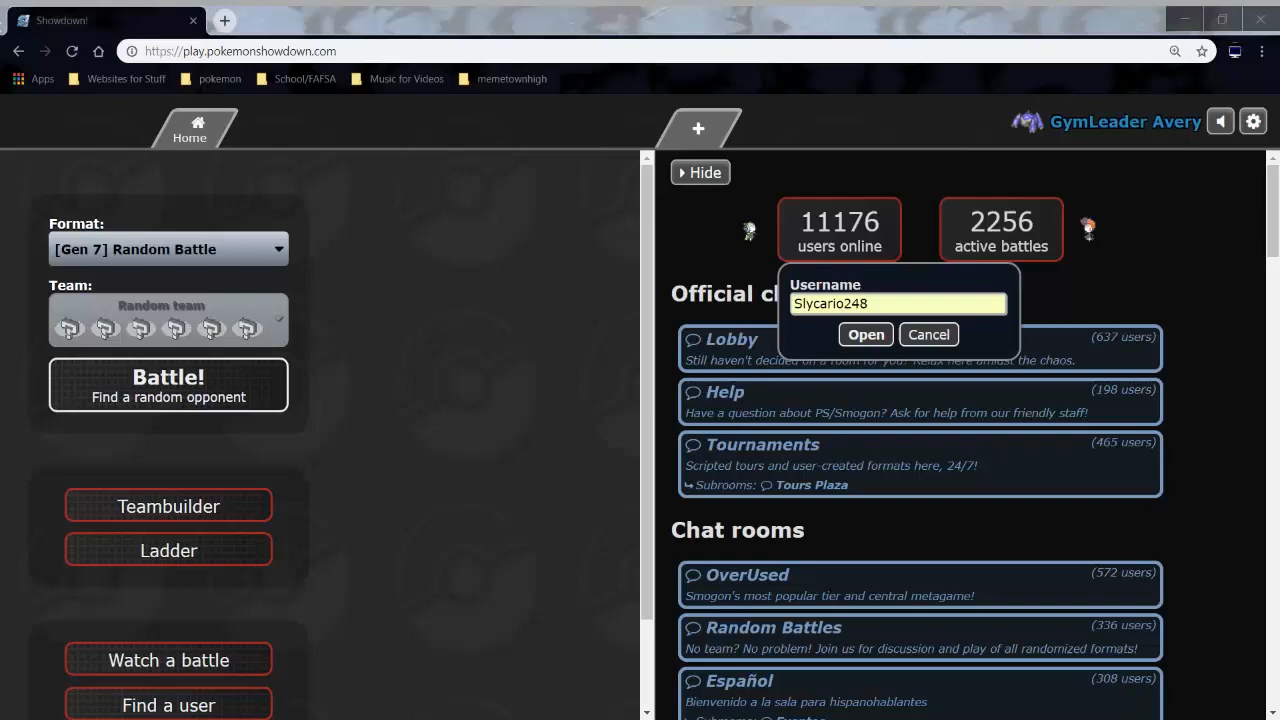 Showdown!
https://play.pokemonshowdown.com
Apps
Websites for Stuff
pokemon
School/FAFSA
Music for Videos
memetownhigh
Home
+
GymLeader Avery
Hide
11176
users online
2256
active battles
Format:
[Gen 7] Random Battle
Team:
Random team
Battle!
Find a random opponent
Teambuilder
Ladder
Watch a battle
Find a user
Username
Slycario248
Open
Cancel
Official c
Lobby
(637 users)
Still haven't decided on a room for you? Relax here amidst the chaos.
Help
(198 users)
Have a question about PS/Smogon? Ask for help from our friendly staff!
Tournaments
(465 users)
Scripted tours and user-created formats here, 24/7!
Subrooms: Tours Plaza
Chat rooms
OverUsed
(572 users)
Smogon's most popular tier and central metagame!
Random Battles
(336 users)
No team? No problem! Join us for discussion and play of all randomized formats!
Español
(308 users)
Bienvenido a la sala para hispanohablantes